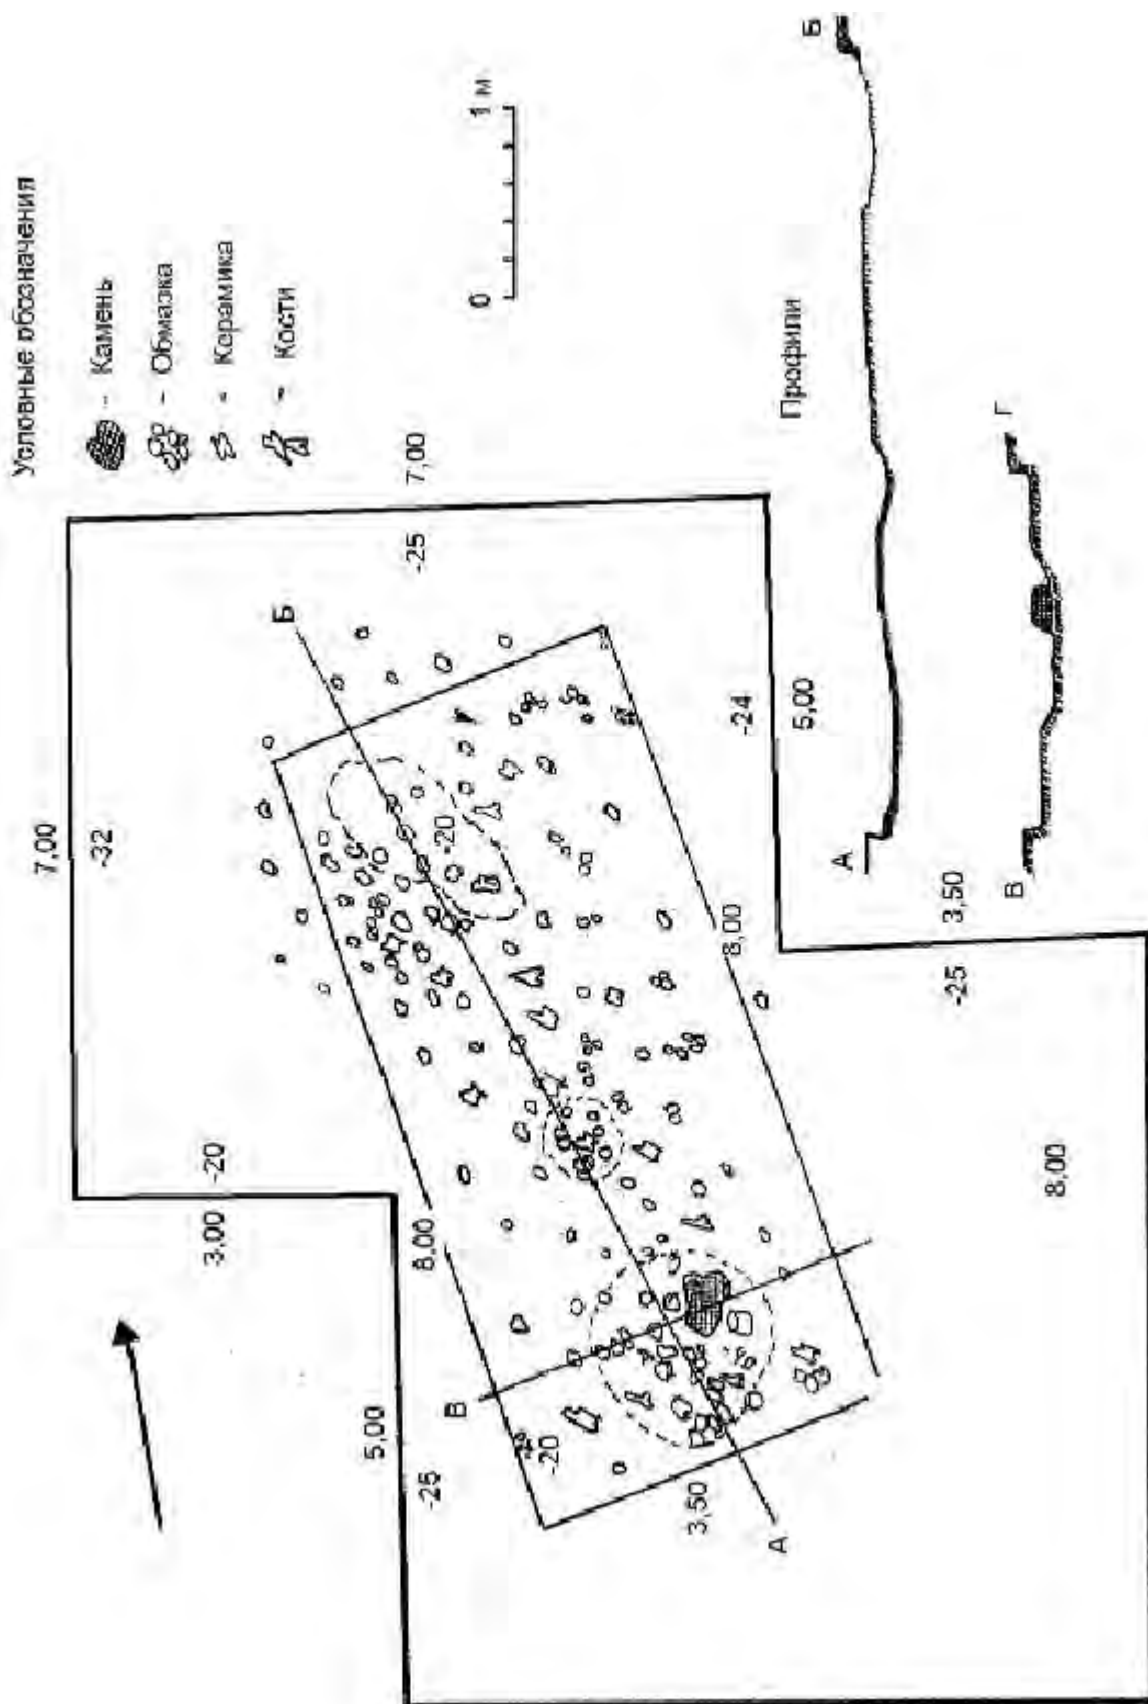 Условные обозначения
- Камень
- Обмазка
- Керамика
- Кости
0 1 м
7,00
-32
7,00
-25
Б
-20
-24
5,00
8,00
3,00
-20
8,00
5,00
-25
В
-20
3,50
А
3,50
-25
8,00
Профили
А Б
В Г